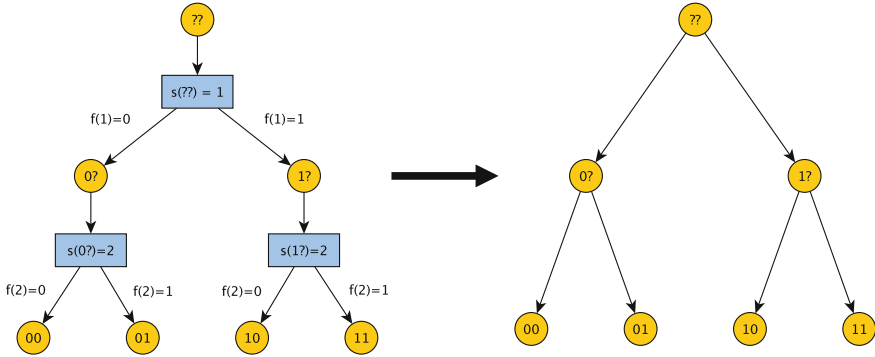 ??
??
s(??) = 1
f(1)=0
f(1)=1
0?
1?
0?
1?
s(0?)=2
s(1?)=2
f(2)=0
f(2)=1
f(2)=0
f(2)=1
00
01
10
11
00
01
10
11